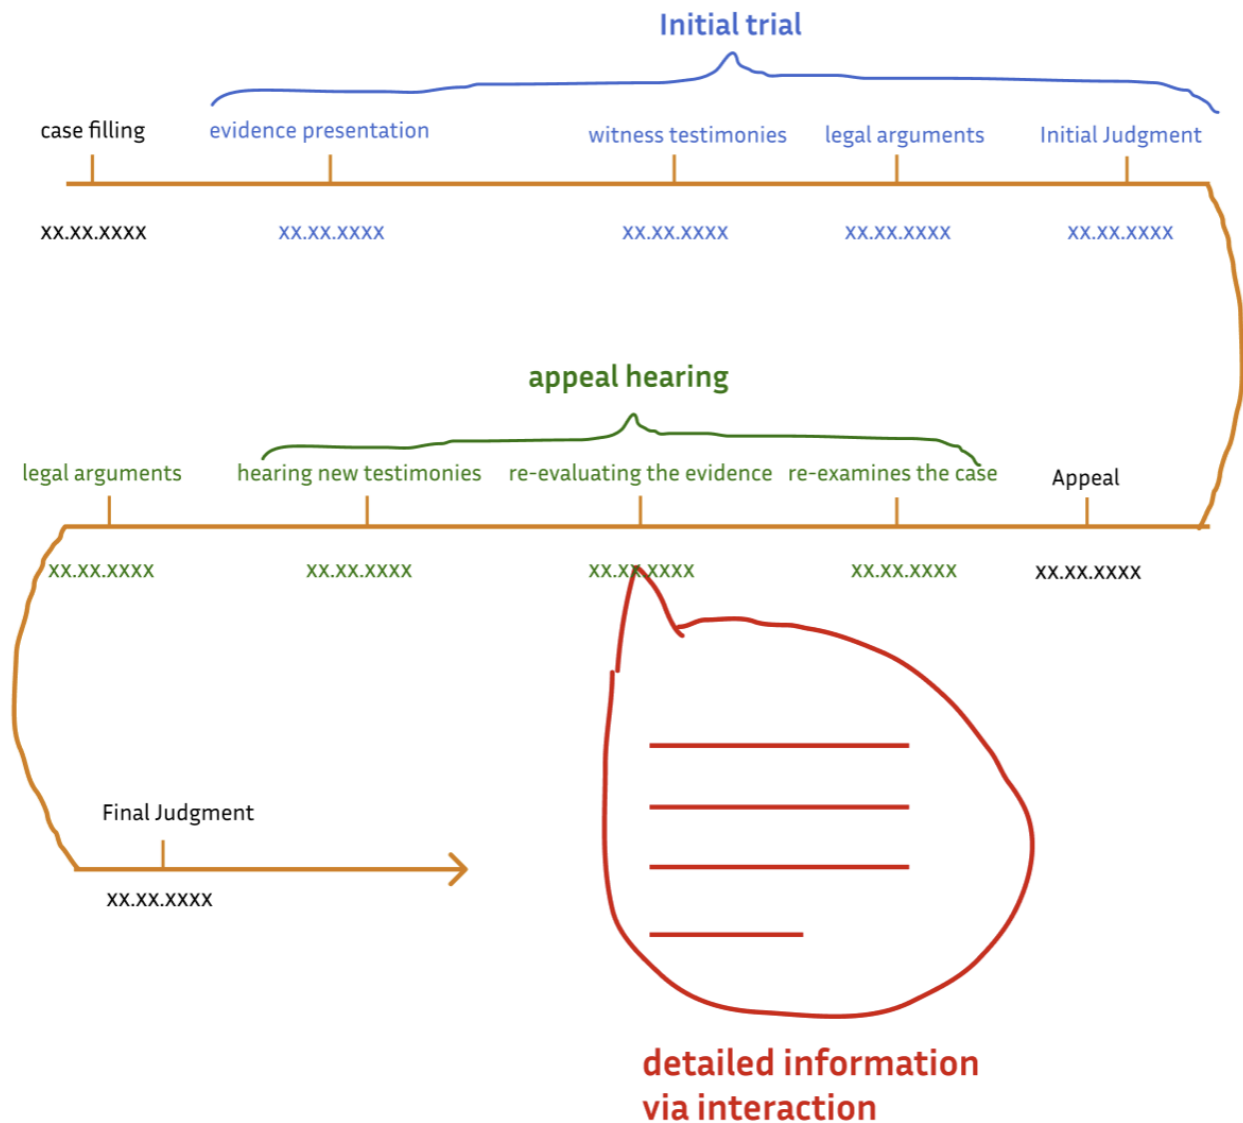 Initial trial
case filling
evidence presentation
witness testimonies
legal arguments
Initial Judgment
xx.xx.xxxx
xx.xx.xxxx
xx.xx.xxxx
xx.xx.xxxx
xx.xx.xxxx
appeal hearing
legal arguments
hearing new testimonies
re-evaluating the evidence
re-examines the case
Appeal
xx.xx.xxxx
xx.xx.xxxx
xx.xx.xxxx
xx.xx.xxxx
xx.xx.xxxx
Final Judgment
xx.xx.xxxx
detailed information
via interaction